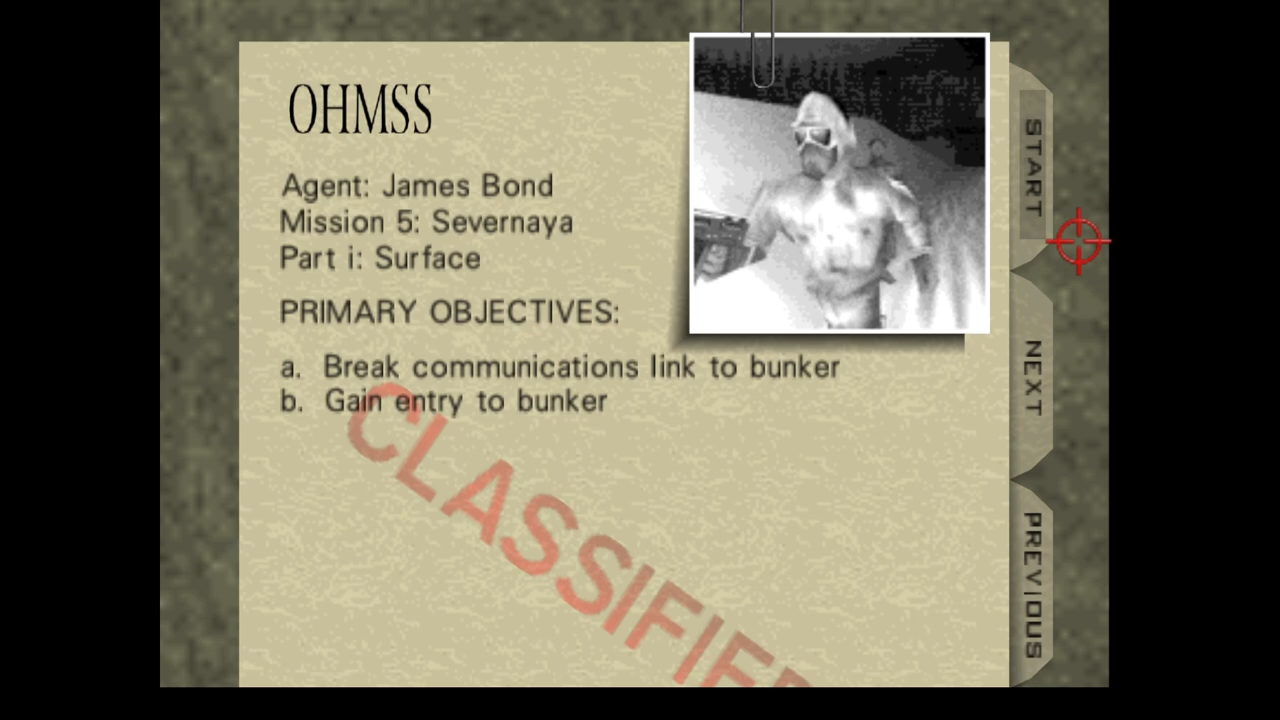 OHMSS
Agent: James Bond
Mission 5: Severnaya
Part i: Surface
PRIMARY OBJECTIVES:
a. Break communications link to bunker
b. Gain entry to bunker
CLASSIFIED
START
NEXT
PREVIOUS